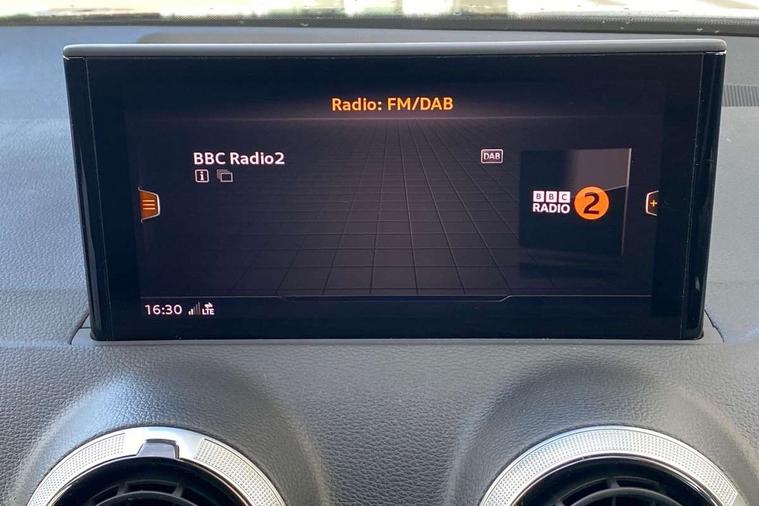 Radio: FM/DAB
BBC Radio2
DAB
i
BBC
RADIO 2
+
16:30 LTE